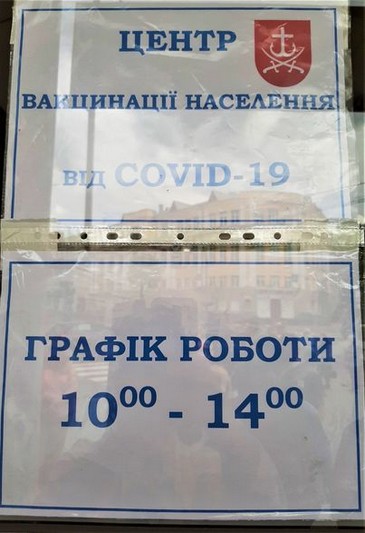 ЦЕНТР
ВАКЦИНАЦІЇ НАСЕЛЕННЯ
ВІД COVID-19
ГРАФІК РОБОТИ
10⁰⁰ - 14⁰⁰